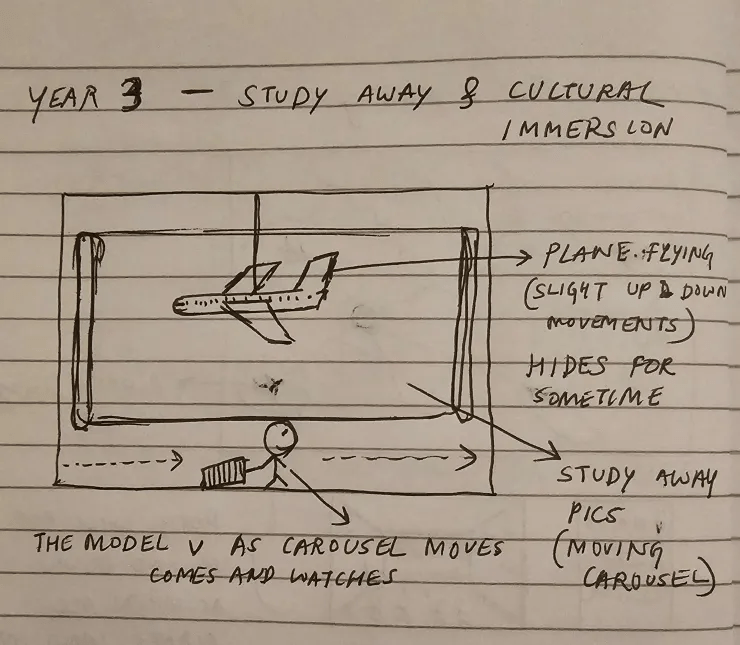 YEAR 3 — STUDY AWAY & CULTURAL
IMMERSION
PLANE FLYING
(SLIGHT UP & DOWN
MOVEMENTS)
HIDES FOR
SOMETIME
STUDY AWAY
PICS
(MOVING
CAROUSEL)
THE MODEL V AS CAROUSEL MOVES
COMES AND WATCHES